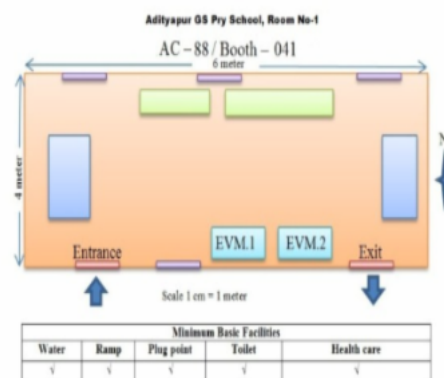 Adityapur GS Pry School, Room No-1
AC – 88 / Booth – 041
6 meter
4 meter
N
EVM.1 EVM.2
Entrance Exit
Scale 1 cm = 1 meter
Minimum Basic Facilities
Water Ramp Plug point Toilet Health care
√ √ √ √ √